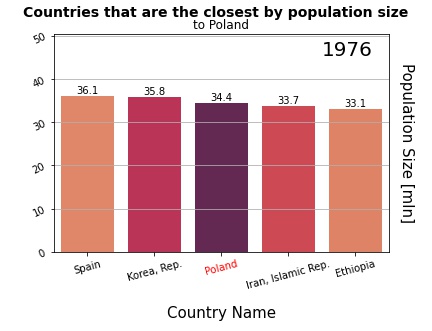 Countries that are the closest by population size
to Poland
1976
50
40
30
20
10
0
36.1
35.8
34.4
33.7
33.1
Spain
Korea, Rep.
Poland
Iran, Islamic Rep.
Ethiopia
Country Name
Population Size [mln]